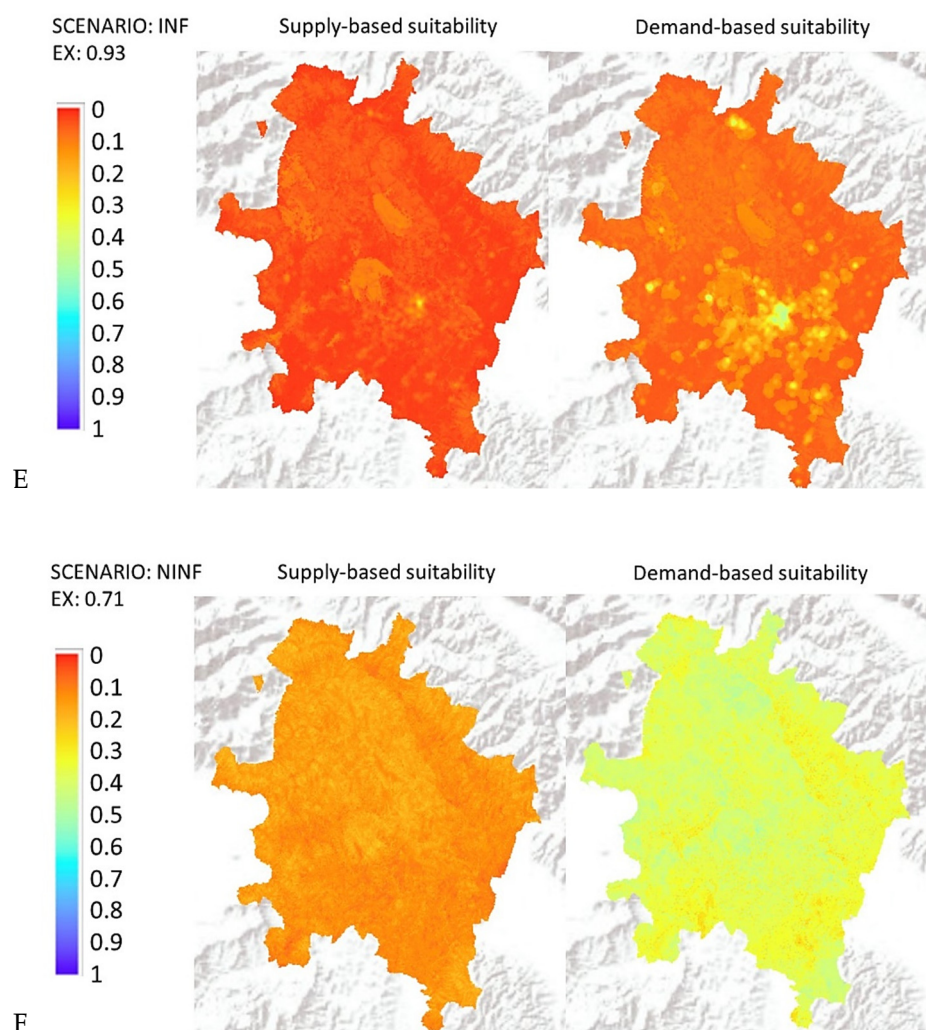 SCENARIO: INF
EX: 0.93
Supply-based suitability
Demand-based suitability
0
0.1
0.2
0.3
0.4
0.5
0.6
0.7
0.8
0.9
1
E
SCENARIO: NINF
EX: 0.71
Supply-based suitability
Demand-based suitability
0
0.1
0.2
0.3
0.4
0.5
0.6
0.7
0.8
0.9
1
F